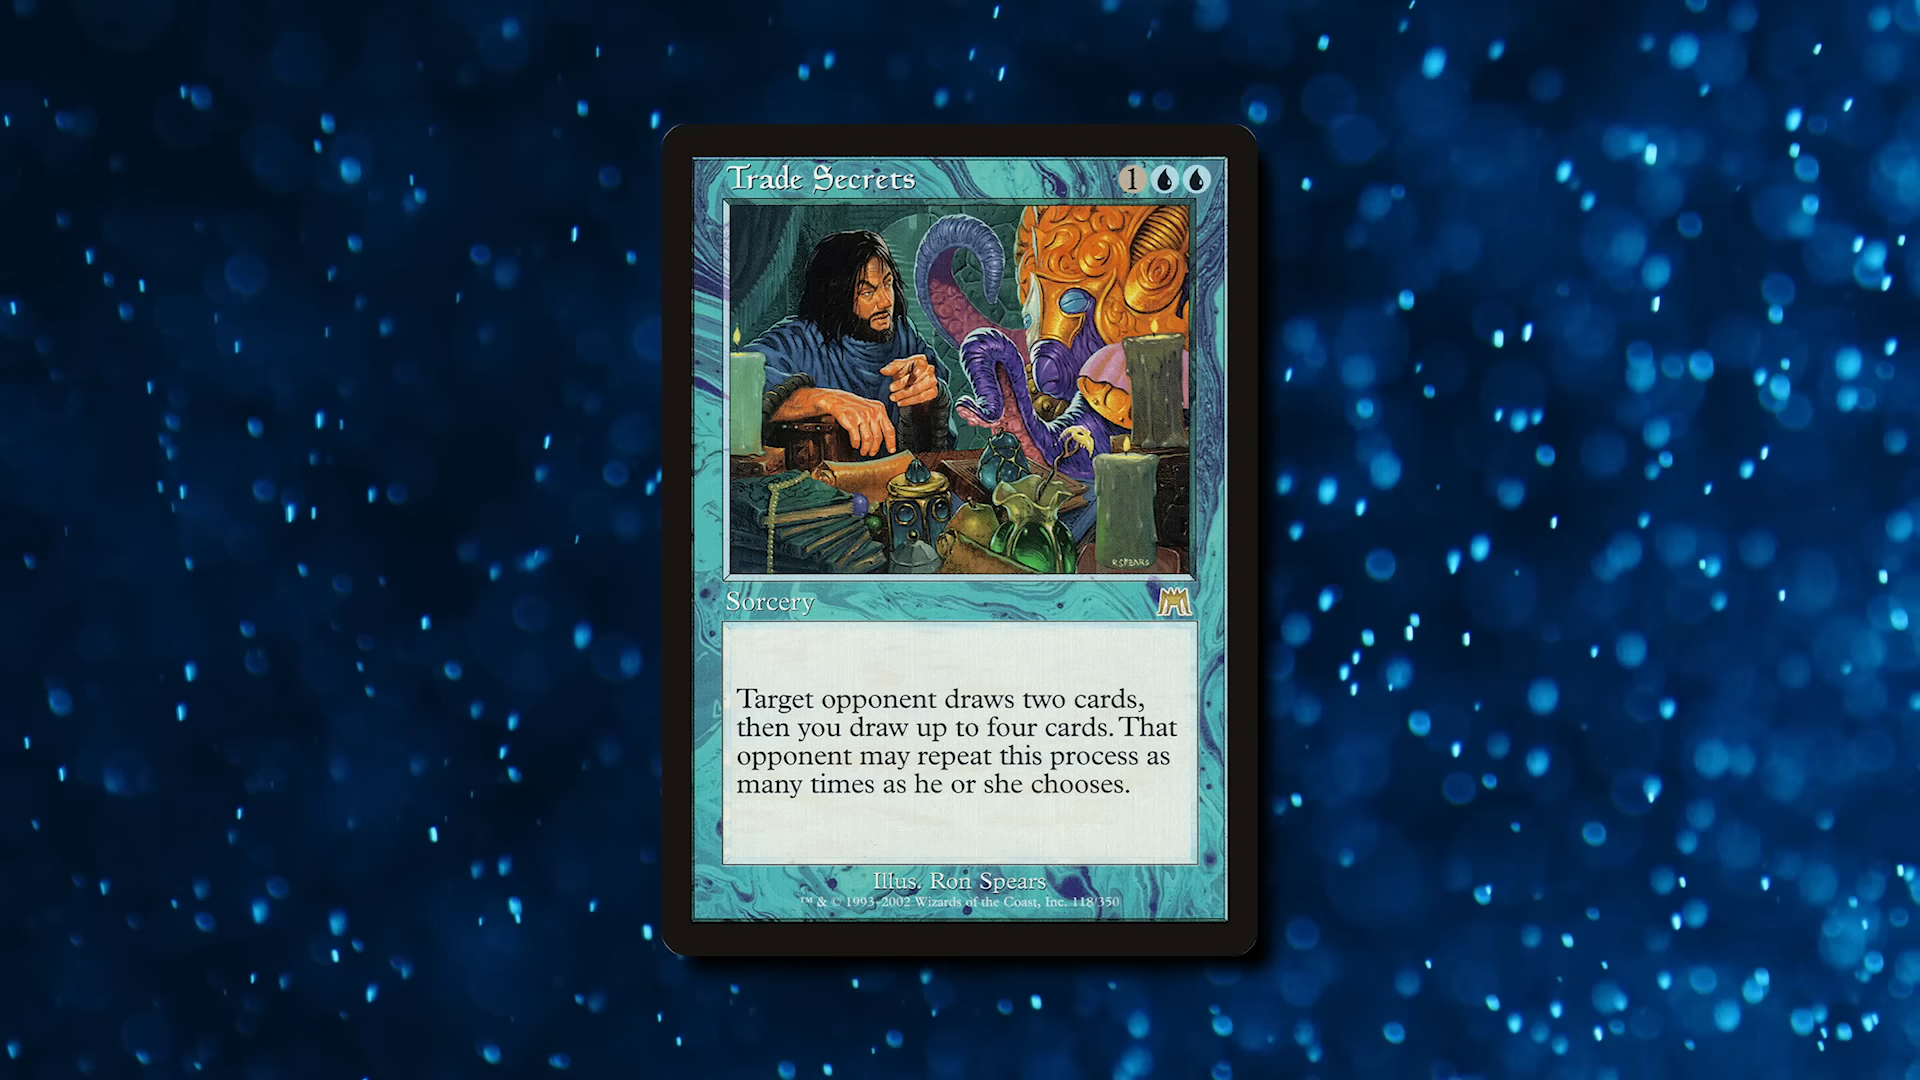 Trade Secrets
1
R.SPEARS
Sorcery
Target opponent draws two cards,
then you draw up to four cards. That
opponent may repeat this process as
many times as he or she chooses.
Illus. Ron Spears
™ & © 1993-2002 Wizards of the Coast, Inc. 118/350